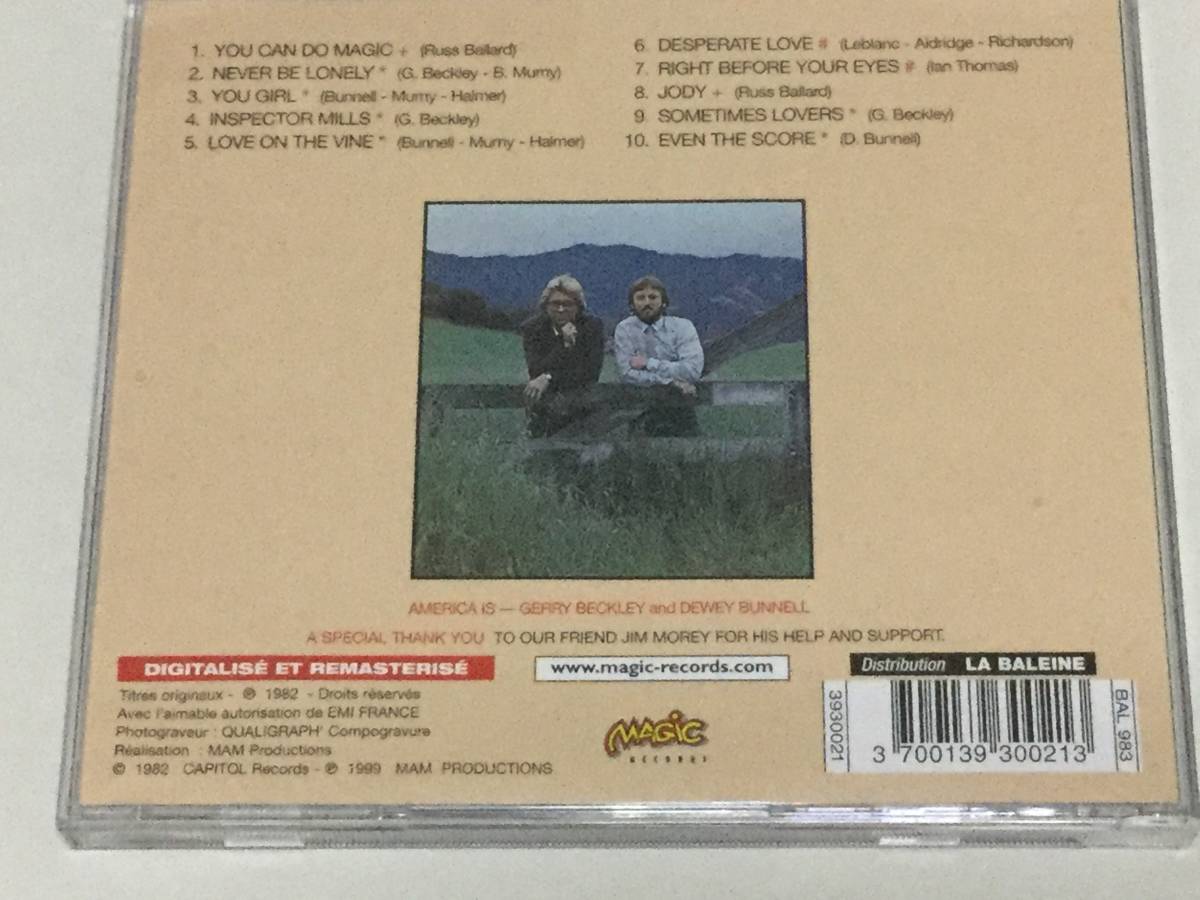 1. YOU CAN DO MAGIC + (Russ Ballard)
2. NEVER BE LONELY * (G. Beckley - B. Mumy)
3. YOU GIRL * (Bunnell - Mumy - Halmer)
4. INSPECTOR MILLS * (G. Beckley)
5. LOVE ON THE VINE * (Bunnell - Mumy - Halmer)
6. DESPERATE LOVE # (Leblanc - Aldridge - Richardson)
7. RIGHT BEFORE YOUR EYES # (Ian Thomas)
8. JODY + (Russ Ballard)
9. SOMETIMES LOVERS * (G. Beckley)
10. EVEN THE SCORE * (D. Bunnell)
AMERICA IS — GERRY BECKLEY and DEWEY BUNNELL
A SPECIAL THANK YOU TO OUR FRIEND JIM MOREY FOR HIS HELP AND SUPPORT.
DIGITALISÉ ET REMASTERISÉ
Titres originaux - ℗ 1982 - Droits réservés
Avec l'aimable autorisation de EMI FRANCE
Photograveur : QUALIGRAPH' Compogravure
Réalisation : MAM Productions
© 1982 CAPITOL Records - ℗ 1999 MAM PRODUCTIONS
www.magic-records.com
MAGIC
RECORDS
Distribution LA BALEINE
3930021
BAL 983
3 700139 300213